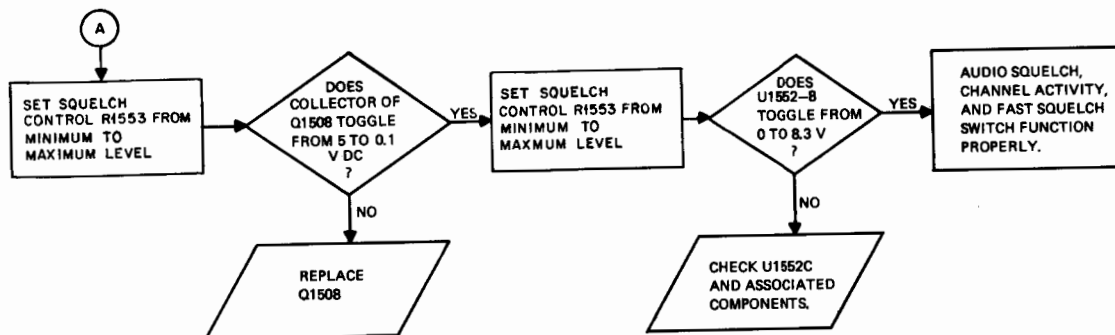 A
SET SQUELCH
CONTROL R1553 FROM
MINIMUM TO
MAXIMUM LEVEL
DOES
COLLECTOR OF
Q1508 TOGGLE
FROM 5 TO 0.1
V DC
?
YES
NO
REPLACE
Q1508
SET SQUELCH
CONTROL R1553 FROM
MINIMUM TO
MAXMUM LEVEL
DOES
U1552-8
TOGGLE FROM
0 TO 8.3 V
?
YES
NO
CHECK U1552C
AND ASSOCIATED
COMPONENTS.
AUDIO SQUELCH,
CHANNEL ACTIVITY,
AND FAST SQUELCH
SWITCH FUNCTION
PROPERLY.